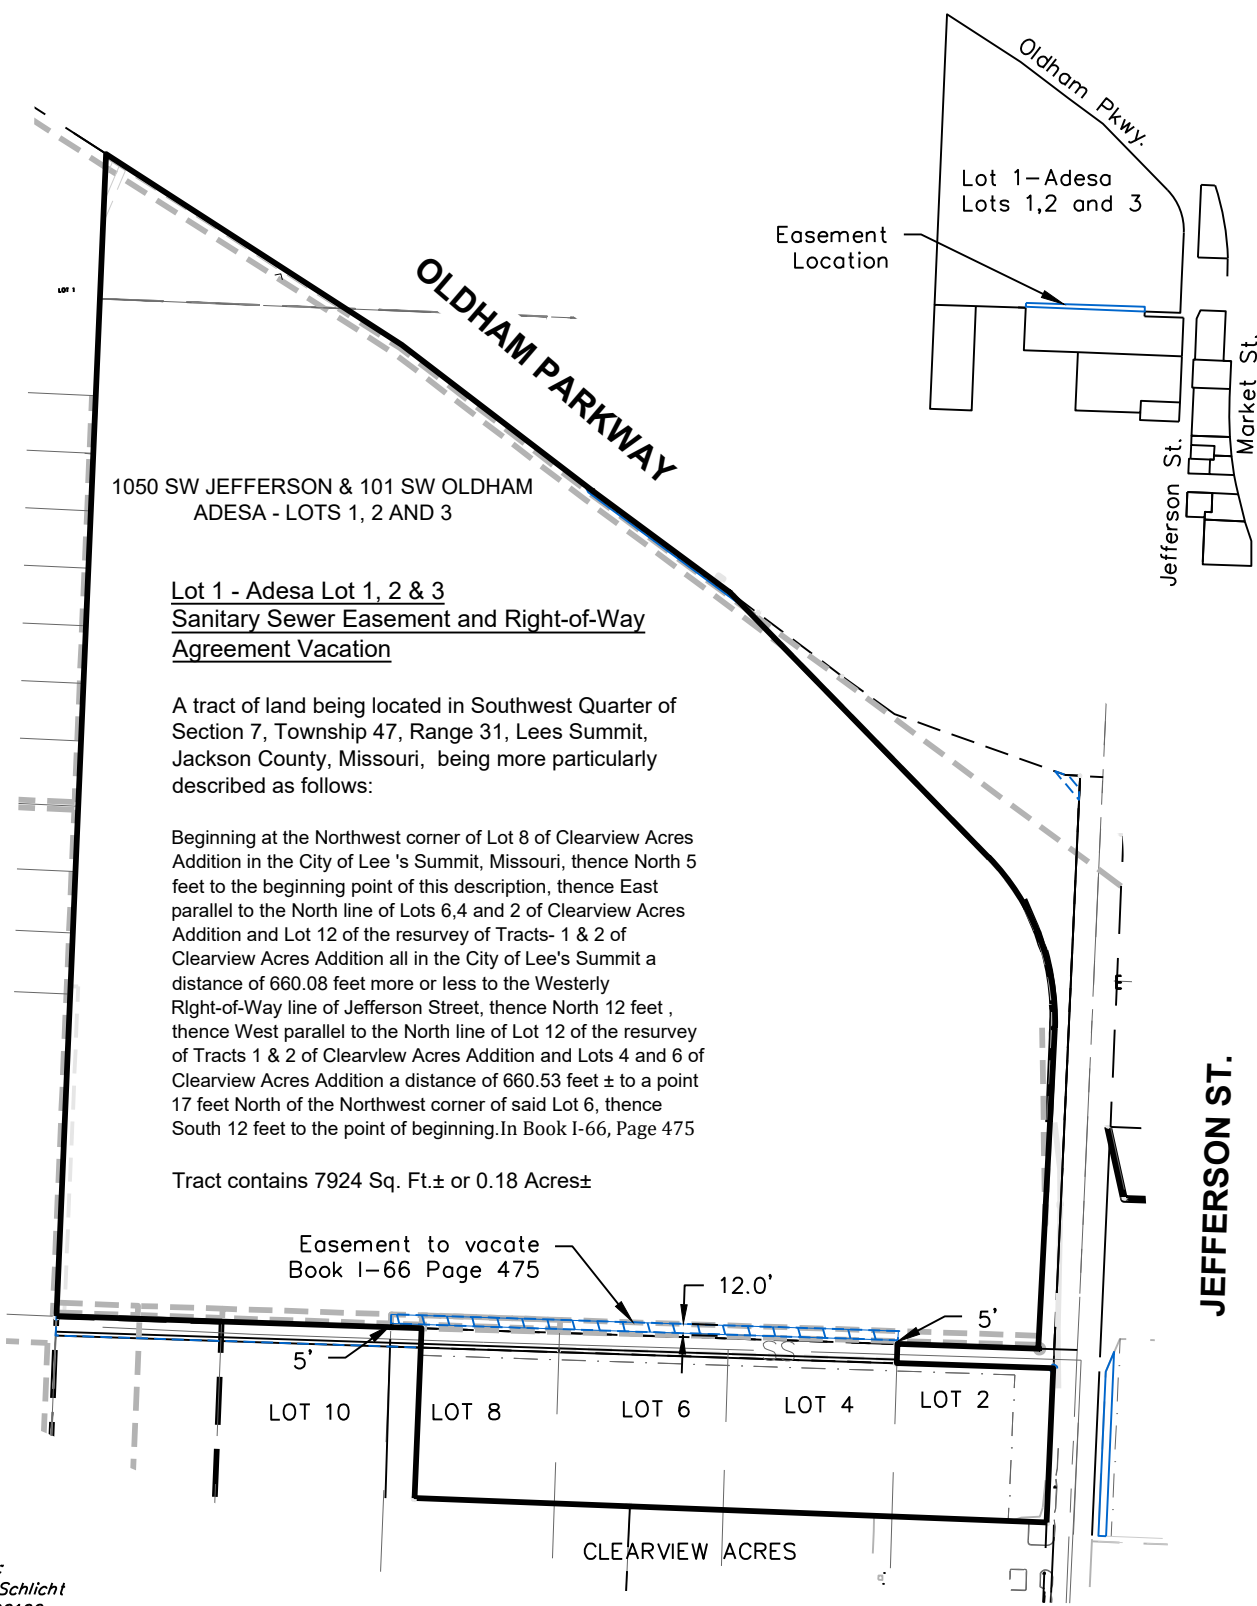 Oldham Pkwy.
Lot 1-Adesa
Lots 1,2 and 3
Easement
Location
Market St.
Jefferson St.
LOT 1
OLDHAM PARKWAY
1050 SW JEFFERSON & 101 SW OLDHAM
ADESA - LOTS 1, 2 AND 3
Lot 1 - Adesa Lot 1, 2 & 3
Sanitary Sewer Easement and Right-of-Way
Agreement Vacation
A tract of land being located in Southwest Quarter of
Section 7, Township 47, Range 31, Lees Summit,
Jackson County, Missouri, being more particularly
described as follows:
Beginning at the Northwest corner of Lot 8 of Clearview Acres
Addition in the City of Lee 's Summit, Missouri, thence North 5
feet to the beginning point of this description, thence East
parallel to the North line of Lots 6,4 and 2 of Clearview Acres
Addition and Lot 12 of the resurvey of Tracts- 1 & 2 of
Clearview Acres Addition all in the City of Lee's Summit a
distance of 660.08 feet more or less to the Westerly
RIght-of-Way line of Jefferson Street, thence North 12 feet ,
thence West parallel to the North line of Lot 12 of the resurvey
of Tracts 1 & 2 of ClearvIew Acres Addition and Lots 4 and 6 of
Clearview Acres Addition a distance of 660.53 feet ± to a point
17 feet North of the Northwest corner of said Lot 6, thence
South 12 feet to the point of beginning.In Book I-66, Page 475
Tract contains 7924 Sq. Ft.± or 0.18 Acres±
JEFFERSON ST.
Easement to vacate
Book I-66 Page 475
12.0'
5'
5'
SS
LOT 10
LOT 8
LOT 6
LOT 4
LOT 2
CLEARVIEW ACRES
Schlicht